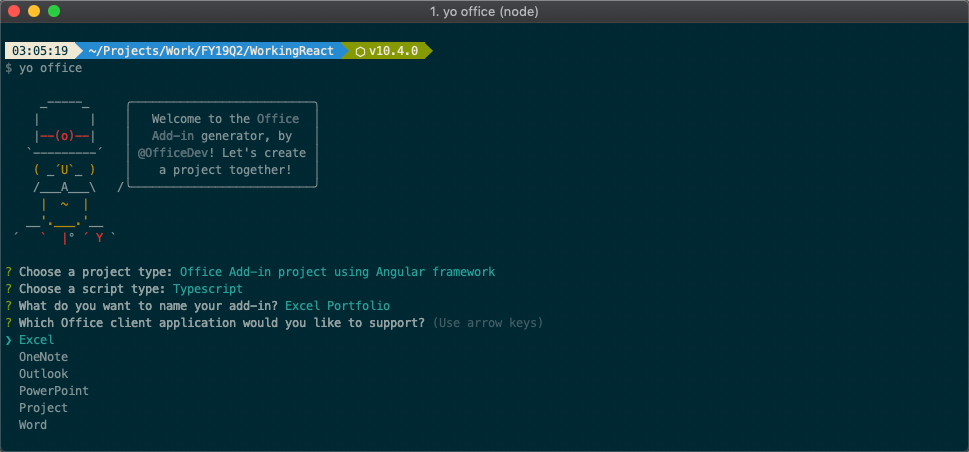 1. yo office (node)
03:05:19 ~/Projects/Work/FY19Q2/WorkingReact ⬡ v10.4.0
$ yo office
Welcome to the Office
Add-in generator, by
@OfficeDev! Let's create
a project together!
? Choose a project type: Office Add-in project using Angular framework
? Choose a script type: Typescript
? What do you want to name your add-in? Excel Portfolio
? Which Office client application would you like to support? (Use arrow keys)
❯ Excel
OneNote
Outlook
PowerPoint
Project
Word